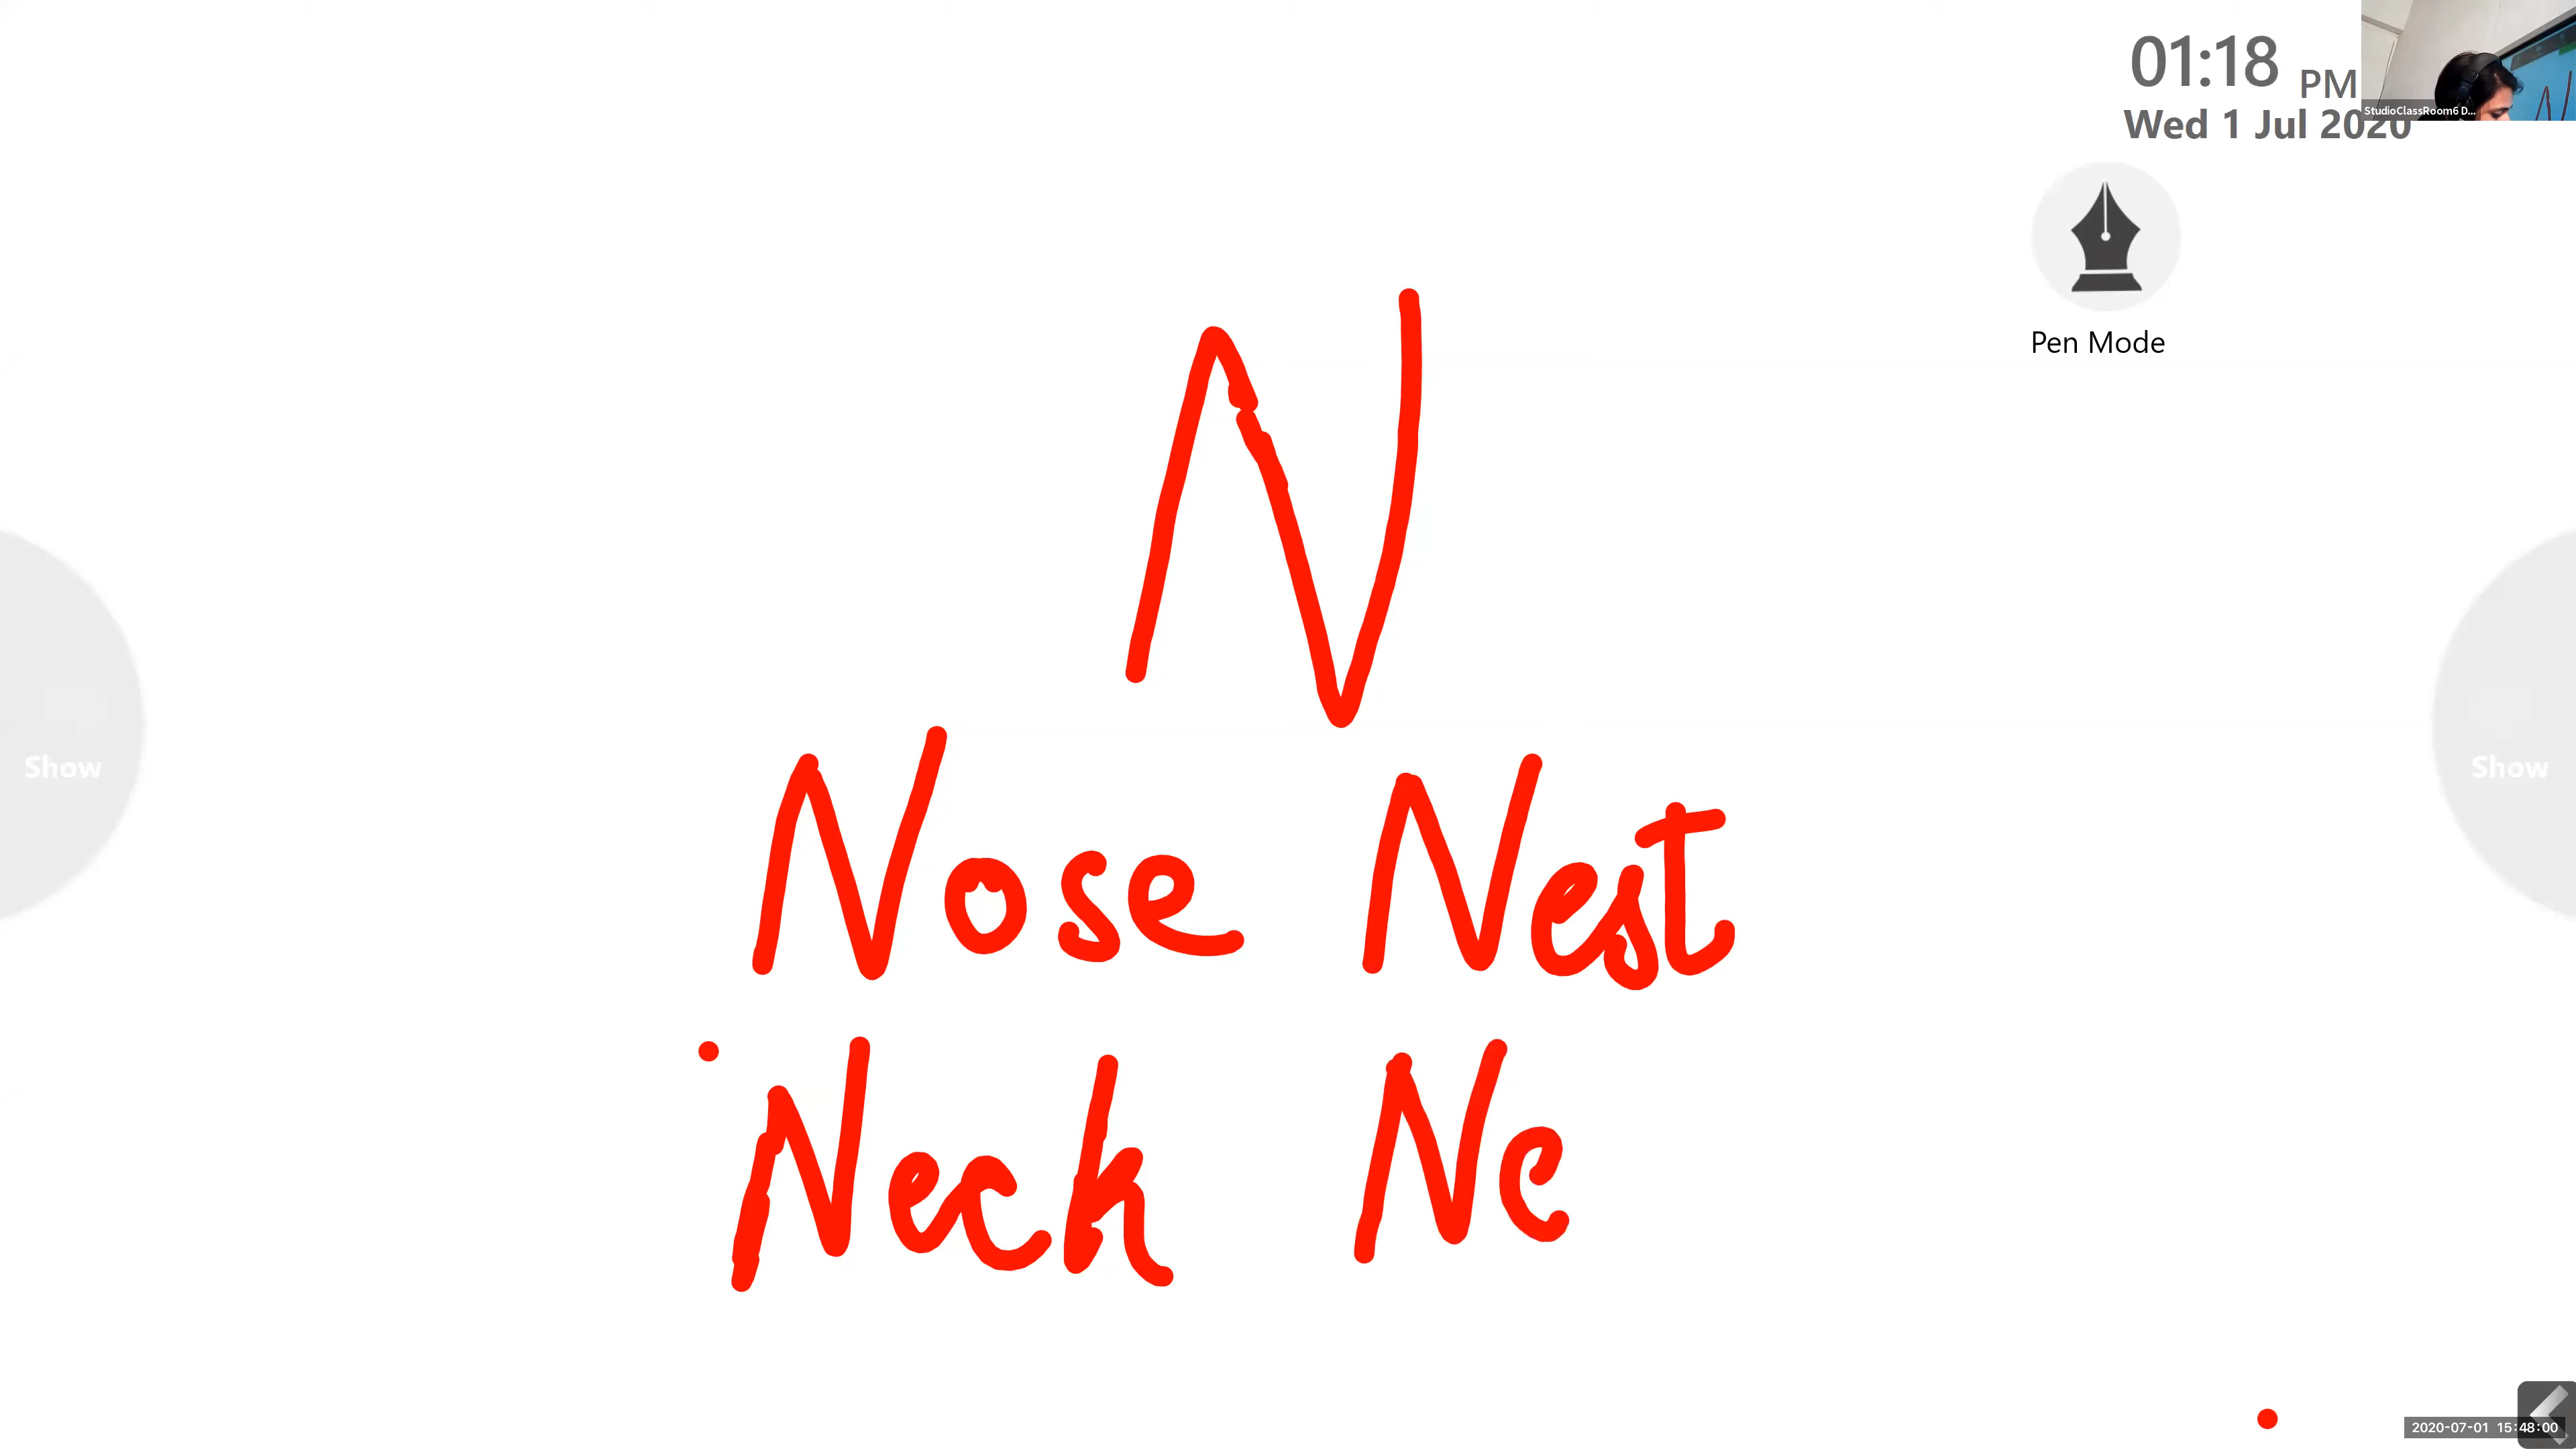 01:18 PM
StudioClassRoom6 D...
Wed 1 Jul 2020
Pen Mode
N
Show
Show
Nose Nest
Neck Ne
2020-07-01 15:48:00